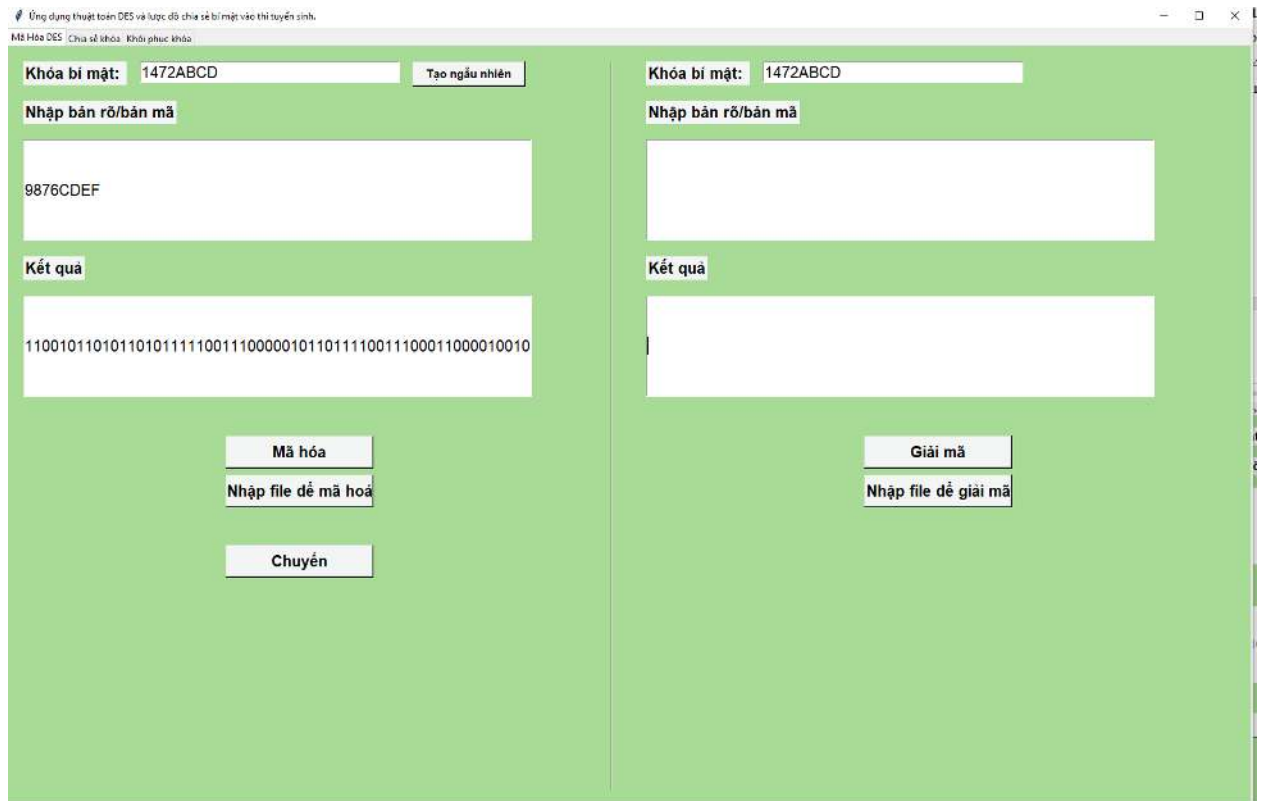 Ứng dụng thuật toán DES và lược đồ chia sẻ bí mật vào thi tuyển sinh.
Mã Hóa DES Chia sẻ khóa Khôi phục khóa
Khóa bí mật: 1472ABCD Tạo ngẫu nhiên
Nhập bản rõ/bản mã
9876CDEF
Kết quả
1100101101011010111110011100000101101111001110001100001001​0
Mã hóa
Nhập file để mã hoá
Chuyển
Khóa bí mật: 1472ABCD
Nhập bản rõ/bản mã
Kết quả
Giải mã
Nhập file để giải mã